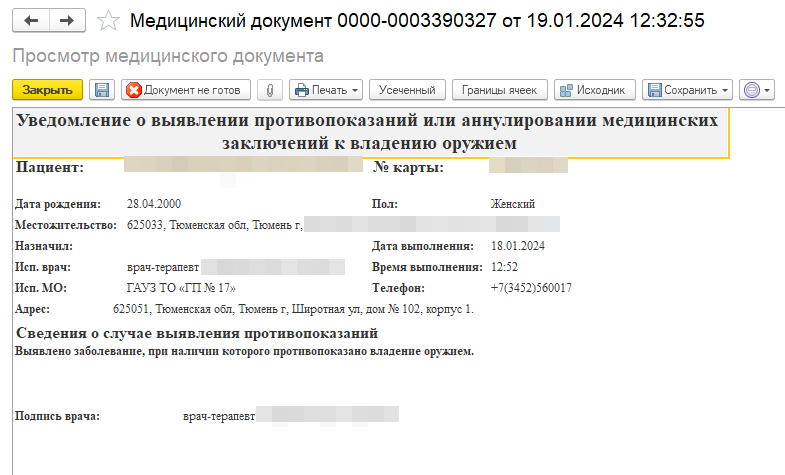 Медицинский документ 0000-0003390327 от 19.01.2024 12:32:55
Просмотр медицинского документа
Закрыть Документ не готов Печать Усеченный Границы ячеек Исходник Сохранить
Уведомление о выявлении противопоказаний или аннулировании медицинских
заключений к владению оружием
Пациент: № карты:
Дата рождения: 28.04.2000 Пол: Женский
Местожительство: 625033, Тюменская обл, Тюмень г,
Назначил: Дата выполнения: 18.01.2024
Исп. врач: врач-терапевт Время выполнения: 12:52
Исп. МО: ГАУЗ ТО «ГП № 17» Телефон: +7(3452)560017
Адрес: 625051, Тюменская обл, Тюмень г, Широтная ул, дом № 102, корпус 1.
Сведения о случае выявления противопоказаний
Выявлено заболевание, при наличии которого противопоказано владение оружием.
Подпись врача: врач-терапевт